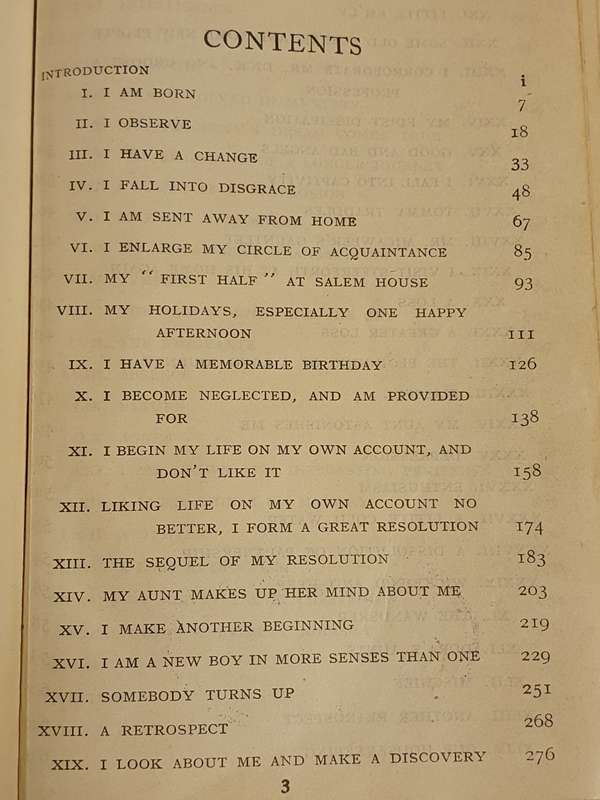 CONTENTS
INTRODUCTION i
I. I AM BORN 7
II. I OBSERVE 18
III. I HAVE A CHANGE 33
IV. I FALL INTO DISGRACE 48
V. I AM SENT AWAY FROM HOME 67
VI. I ENLARGE MY CIRCLE OF ACQUAINTANCE 85
VII. MY “ FIRST HALF ” AT SALEM HOUSE 93
VIII. MY HOLIDAYS, ESPECIALLY ONE HAPPY
AFTERNOON 111
IX. I HAVE A MEMORABLE BIRTHDAY 126
X. I BECOME NEGLECTED, AND AM PROVIDED
FOR 138
XI. I BEGIN MY LIFE ON MY OWN ACCOUNT, AND
DON'T LIKE IT 158
XII. LIKING LIFE ON MY OWN ACCOUNT NO
BETTER, I FORM A GREAT RESOLUTION 174
XIII. THE SEQUEL OF MY RESOLUTION 183
XIV. MY AUNT MAKES UP HER MIND ABOUT ME 203
XV. I MAKE ANOTHER BEGINNING 219
XVI. I AM A NEW BOY IN MORE SENSES THAN ONE 229
XVII. SOMEBODY TURNS UP 251
XVIII. A RETROSPECT 268
XIX. I LOOK ABOUT ME AND MAKE A DISCOVERY 276
3